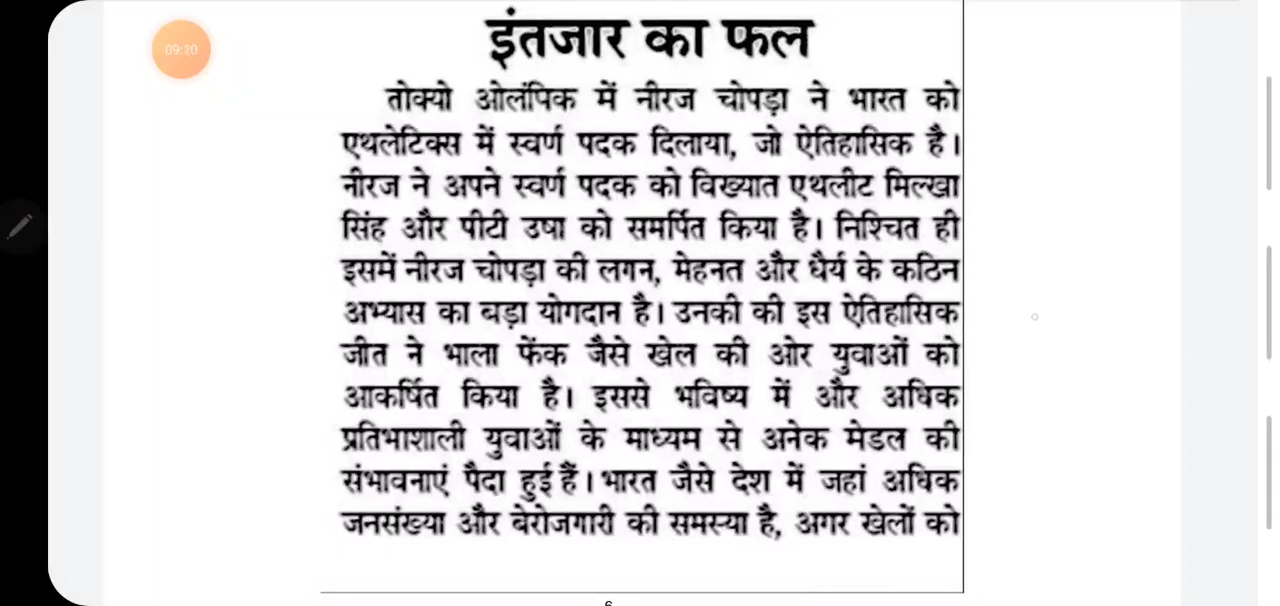 09:10
इंतजार का फल
तोक्यो ओलंपिक में नीरज चोपड़ा ने भारत को
एथलेटिक्स में स्वर्ण पदक दिलाया, जो ऐतिहासिक है।
नीरज ने अपने स्वर्ण पदक को विख्यात एथलीट मिल्खा
सिंह और पीटी उषा को समर्पित किया है। निश्चित ही
इसमें नीरज चोपड़ा की लगन, मेहनत और धैर्य के कठिन
अभ्यास का बड़ा योगदान है। उनकी की इस ऐतिहासिक
जीत ने भाला फेंक जैसे खेल की ओर युवाओं को
आकर्षित किया है। इससे भविष्य में और अधिक
प्रतिभाशाली युवाओं के माध्यम से अनेक मेडल की
संभावनाएं पैदा हुई हैं। भारत जैसे देश में जहां अधिक
जनसंख्या और बेरोजगारी की समस्या है, अगर खेलों को